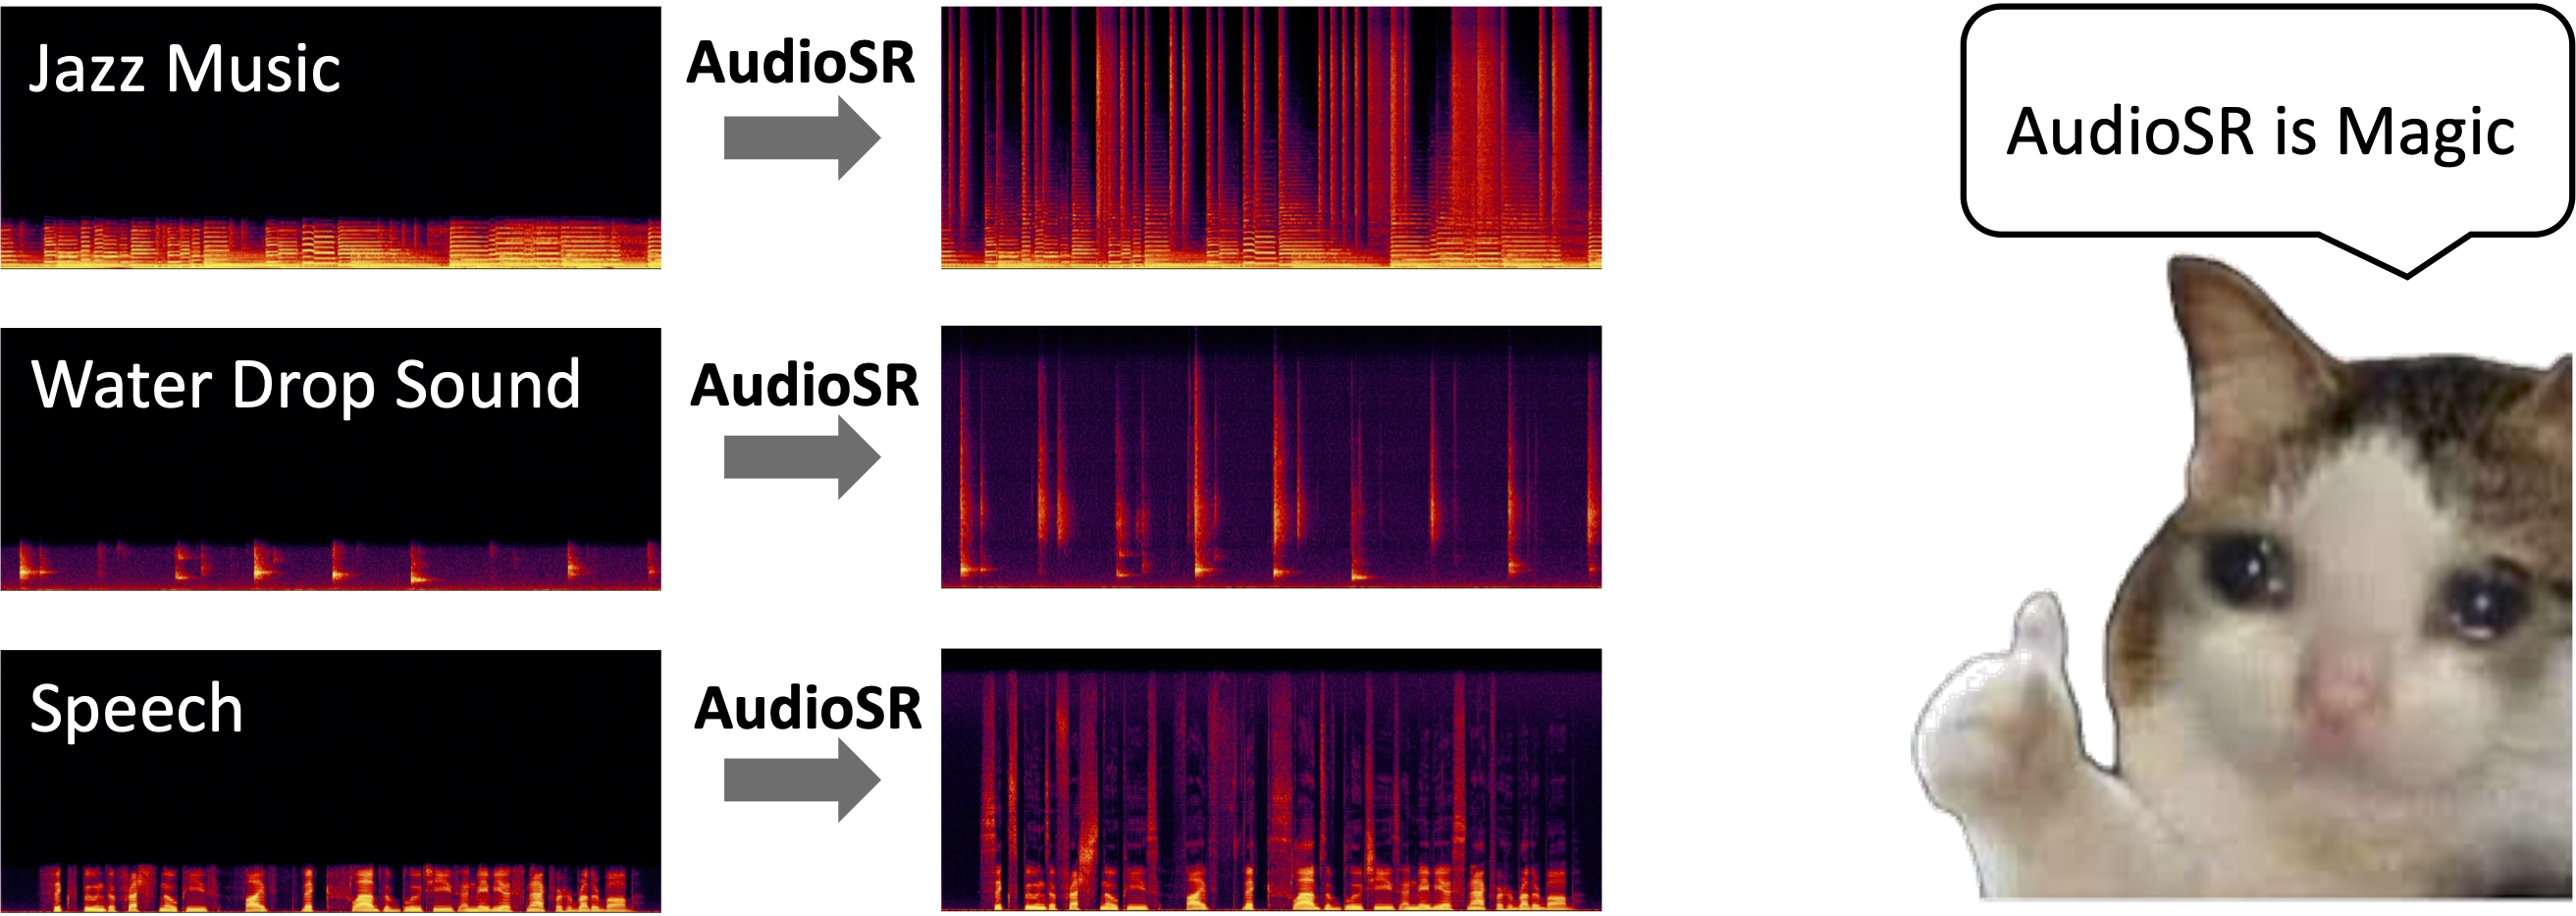 Jazz Music
AudioSR
AudioSR is Magic
Water Drop Sound
AudioSR
Speech
AudioSR